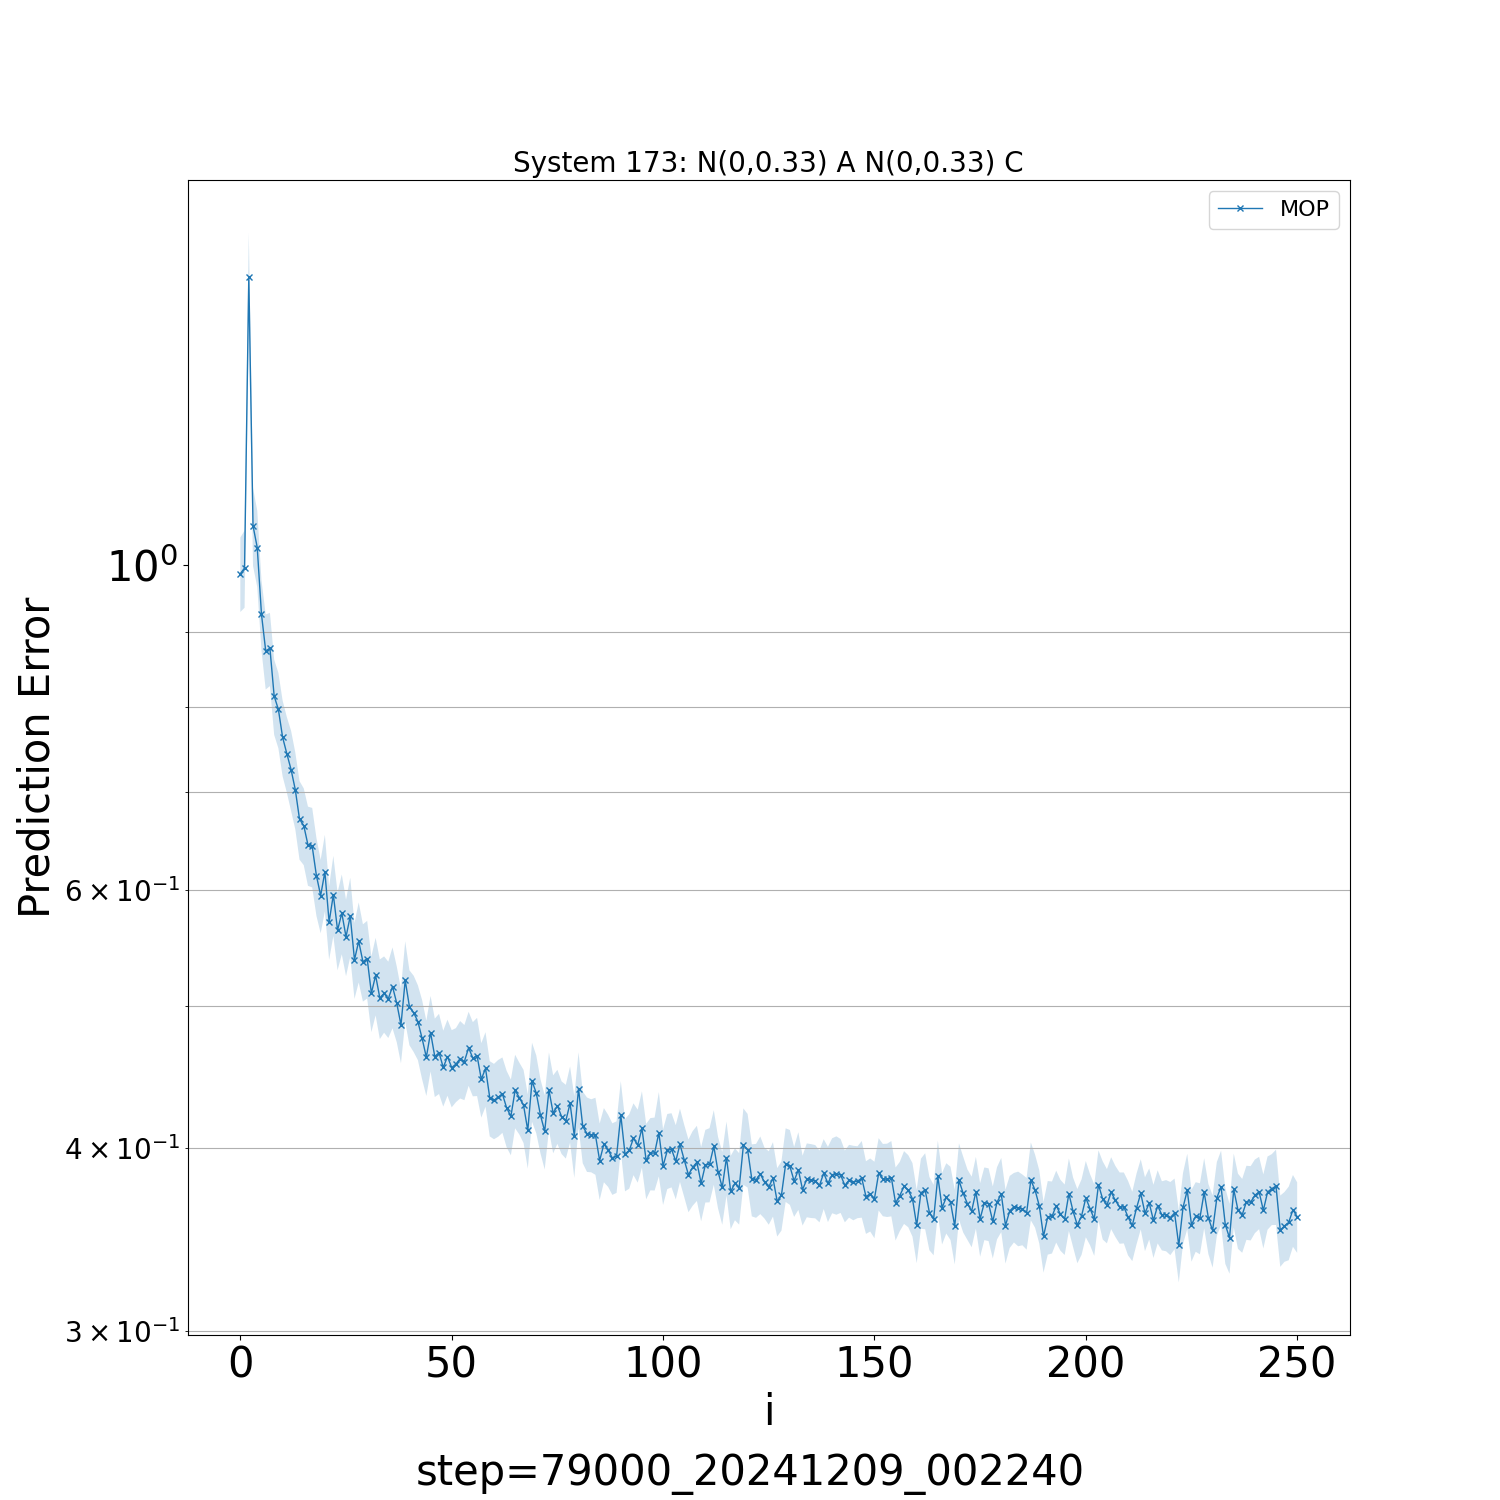 System 173: N(0,0.33) A N(0,0.33) C
MOP
Prediction Error
10⁰
6 × 10⁻¹
4 × 10⁻¹
3 × 10⁻¹
0 50 100 150 200 250
i
step=79000_20241209_002240